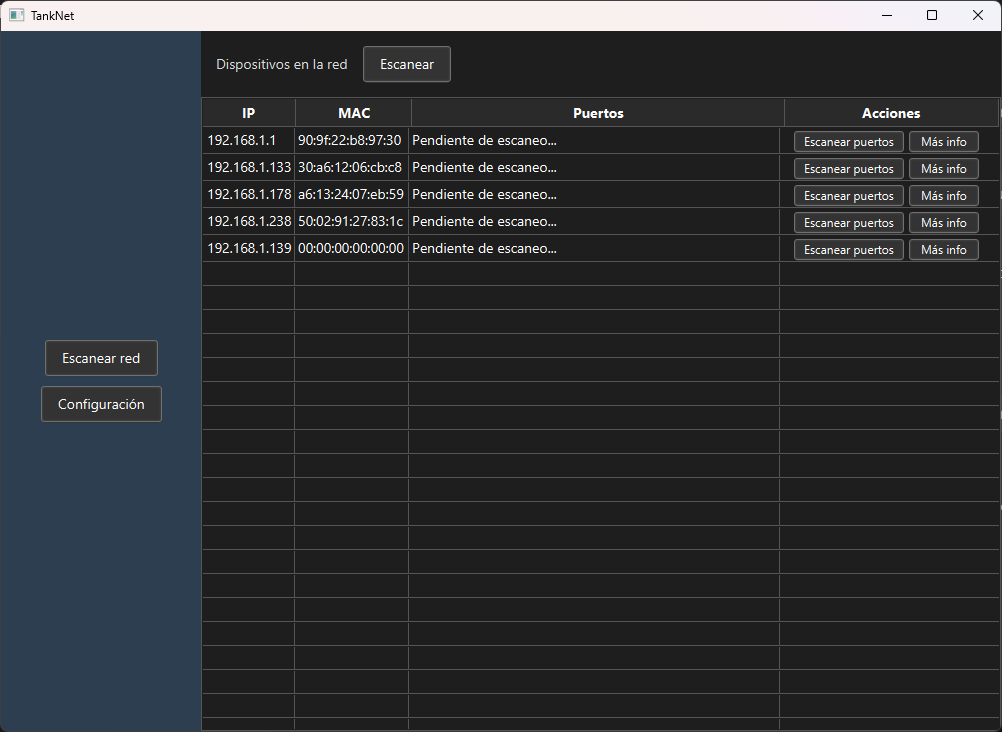 TankNet
Dispositivos en la red Escanear
IP MAC Puertos Acciones
192.168.1.1 90:9f:22:b8:97:30 Pendiente de escaneo... Escanear puertos Más info
192.168.1.133 30:a6:12:06:cb:c8 Pendiente de escaneo... Escanear puertos Más info
192.168.1.178 a6:13:24:07:eb:59 Pendiente de escaneo... Escanear puertos Más info
192.168.1.238 50:02:91:27:83:1c Pendiente de escaneo... Escanear puertos Más info
192.168.1.139 00:00:00:00:00:00 Pendiente de escaneo... Escanear puertos Más info
Escanear red
Configuración